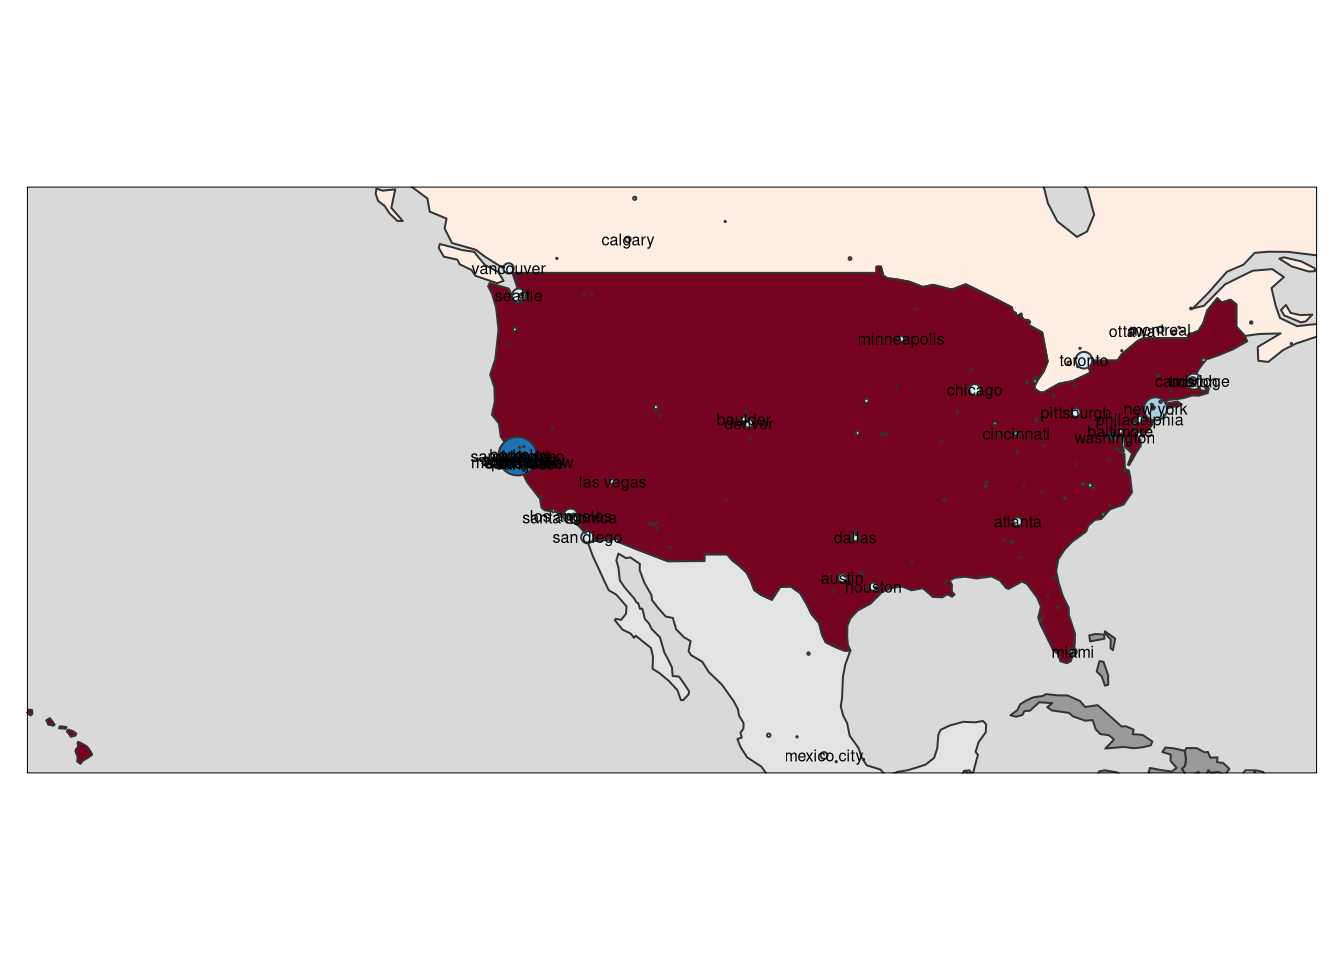 calgary
vancouver
seattle
minneapolis
ottawa
montreal
toronto
chicago
cambridge
boston
new york
pittsburgh
philadelphia
boulder
denver
baltimore
cincinnati
washington
las vegas
los angeles
santa monica
atlanta
san diego
dallas
austin
houston
miami
mexico city